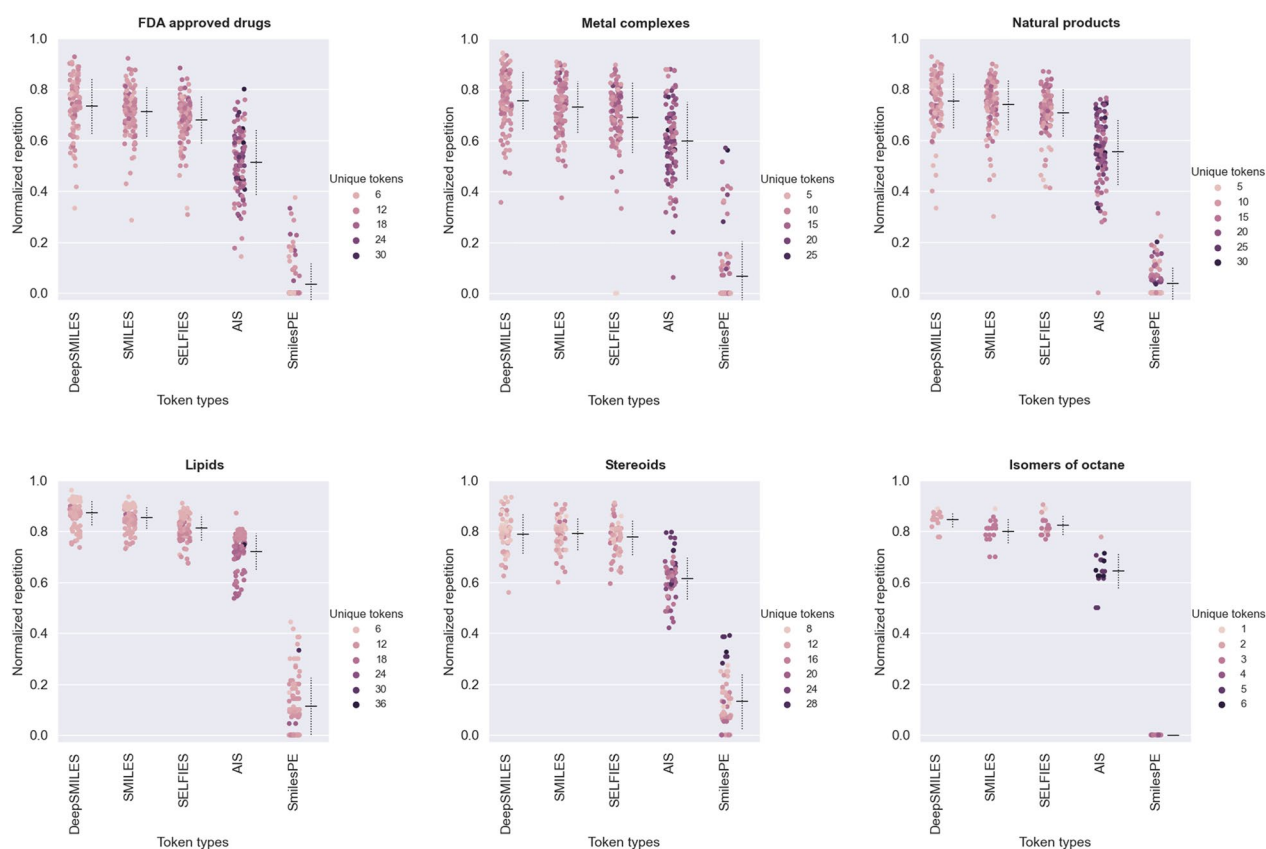 FDA approved drugs
Normalized repetition
1.0
0.8
0.6
0.4
0.2
0.0
Unique tokens
6
12
18
24
30
DeepSMILES
SMILES
SELFIES
AIS
SmilesPE
Token types
Metal complexes
Normalized repetition
1.0
0.8
0.6
0.4
0.2
0.0
Unique tokens
5
10
15
20
25
DeepSMILES
SMILES
SELFIES
AIS
SmilesPE
Token types
Natural products
Normalized repetition
1.0
0.8
0.6
0.4
0.2
0.0
Unique tokens
5
10
15
20
25
30
DeepSMILES
SMILES
SELFIES
AIS
SmilesPE
Token types
Lipids
Normalized repetition
1.0
0.8
0.6
0.4
0.2
0.0
Unique tokens
6
12
18
24
30
36
DeepSMILES
SMILES
SELFIES
AIS
SmilesPE
Token types
Stereoids
Normalized repetition
1.0
0.8
0.6
0.4
0.2
0.0
Unique tokens
8
12
16
20
24
28
DeepSMILES
SMILES
SELFIES
AIS
SmilesPE
Token types
Isomers of octane
Normalized repetition
1.0
0.8
0.6
0.4
0.2
0.0
Unique tokens
1
2
3
4
5
6
DeepSMILES
SMILES
SELFIES
AIS
SmilesPE
Token types